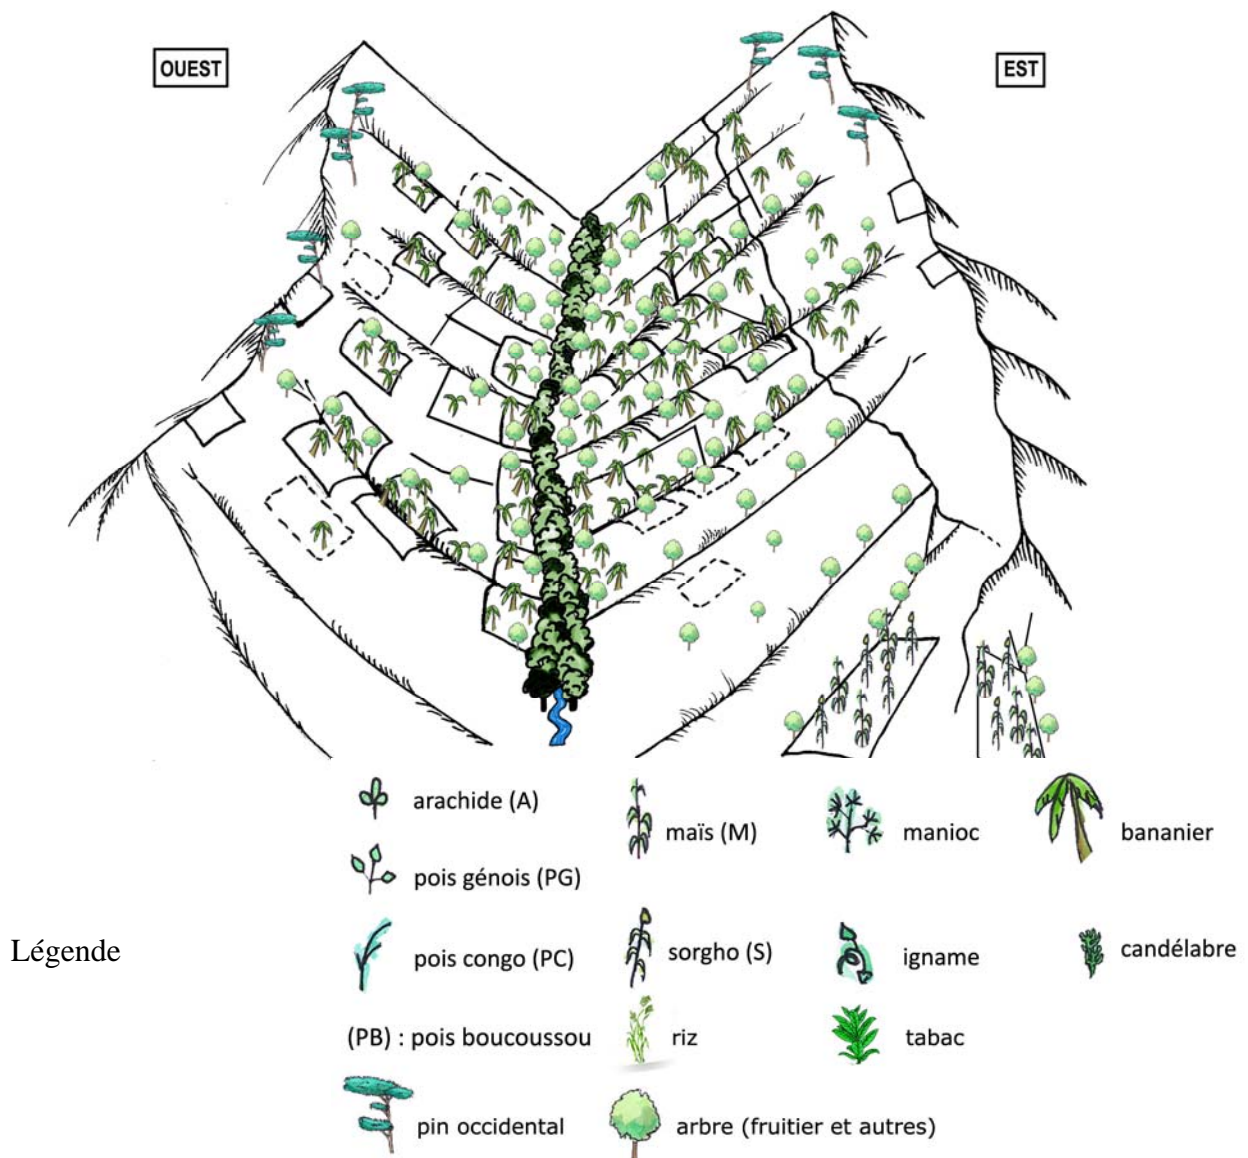 OUEST
EST
arachide (A)
maïs (M)
manioc
bananier
pois génois (PG)
Légende
pois congo (PC)
sorgho (S)
igname
candélabre
(PB) : pois boucoussou
riz
tabac
pin occidental
arbre (fruitier et autres)